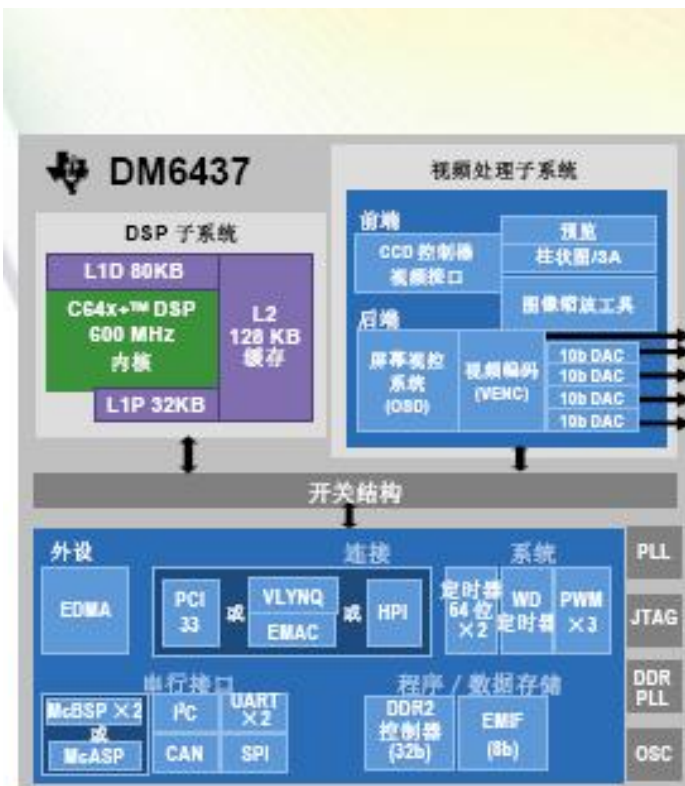 DM6437
DSP 子系统
L1D 80KB
C64x+™ DSP
600 MHz
内核
L2
128 KB
缓存
L1P 32KB
视频处理子系统
前端
CCD 控制器
视频接口
预览
柱状图/3A
图像缩放工具
后端
屏幕视控
系统
(OSD)
视频编码
(VENC)
10b DAC
10b DAC
10b DAC
10b DAC
开关结构
外设
EDMA
连接
PCI
33
或
VLYNQ
EMAC
或
HPI
系统
定时器
64 位
×2
WD
定时器
PWM
×3
串行接口
McBSP ×2
或
McASP
I²C
UART
×2
CAN
SPI
程序 / 数据存储
DDR2
控制器
(32b)
EMIF
(8b)
PLL
JTAG
DDR
PLL
OSC